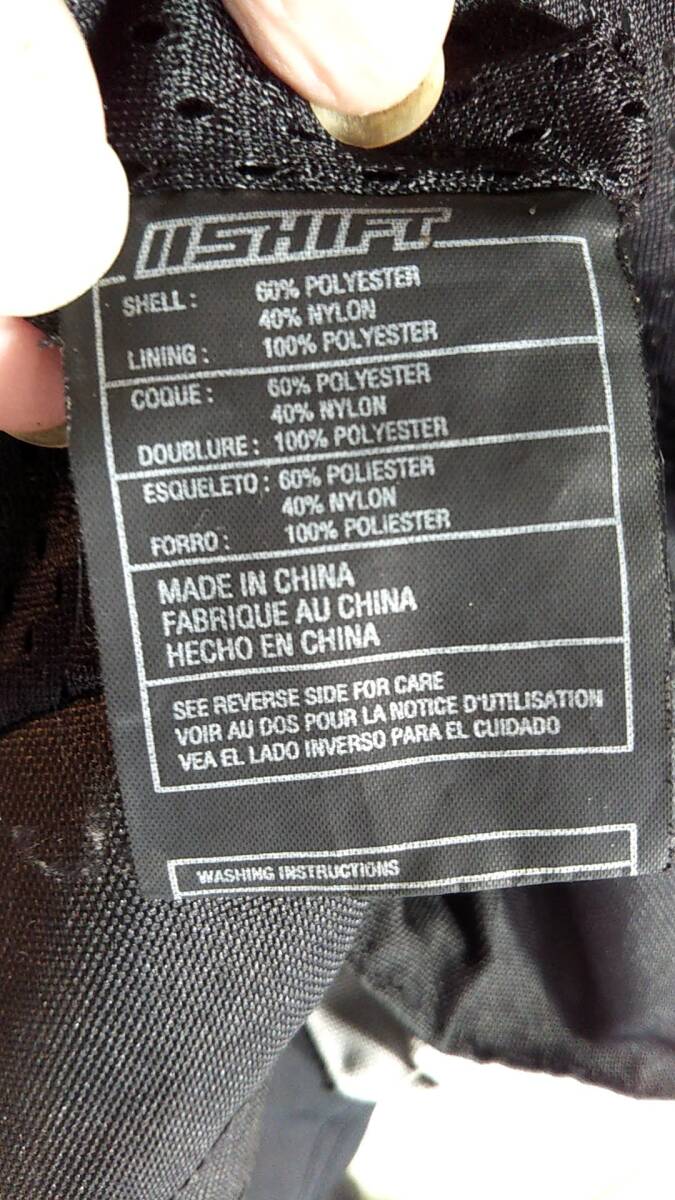 SHIFT
SHELL: 60% POLYESTER
40% NYLON
LINING: 100% POLYESTER
COQUE: 60% POLYESTER
40% NYLON
DOUBLURE: 100% POLYESTER
ESQUELETO: 60% POLIESTER
40% NYLON
FORRO: 100% POLIESTER
MADE IN CHINA
FABRIQUE AU CHINA
HECHO EN CHINA
SEE REVERSE SIDE FOR CARE
VOIR AU DOS POUR LA NOTICE D'UTILISATION
VEA EL LADO INVERSO PARA EL CUIDADO
WASHING INSTRUCTIONS